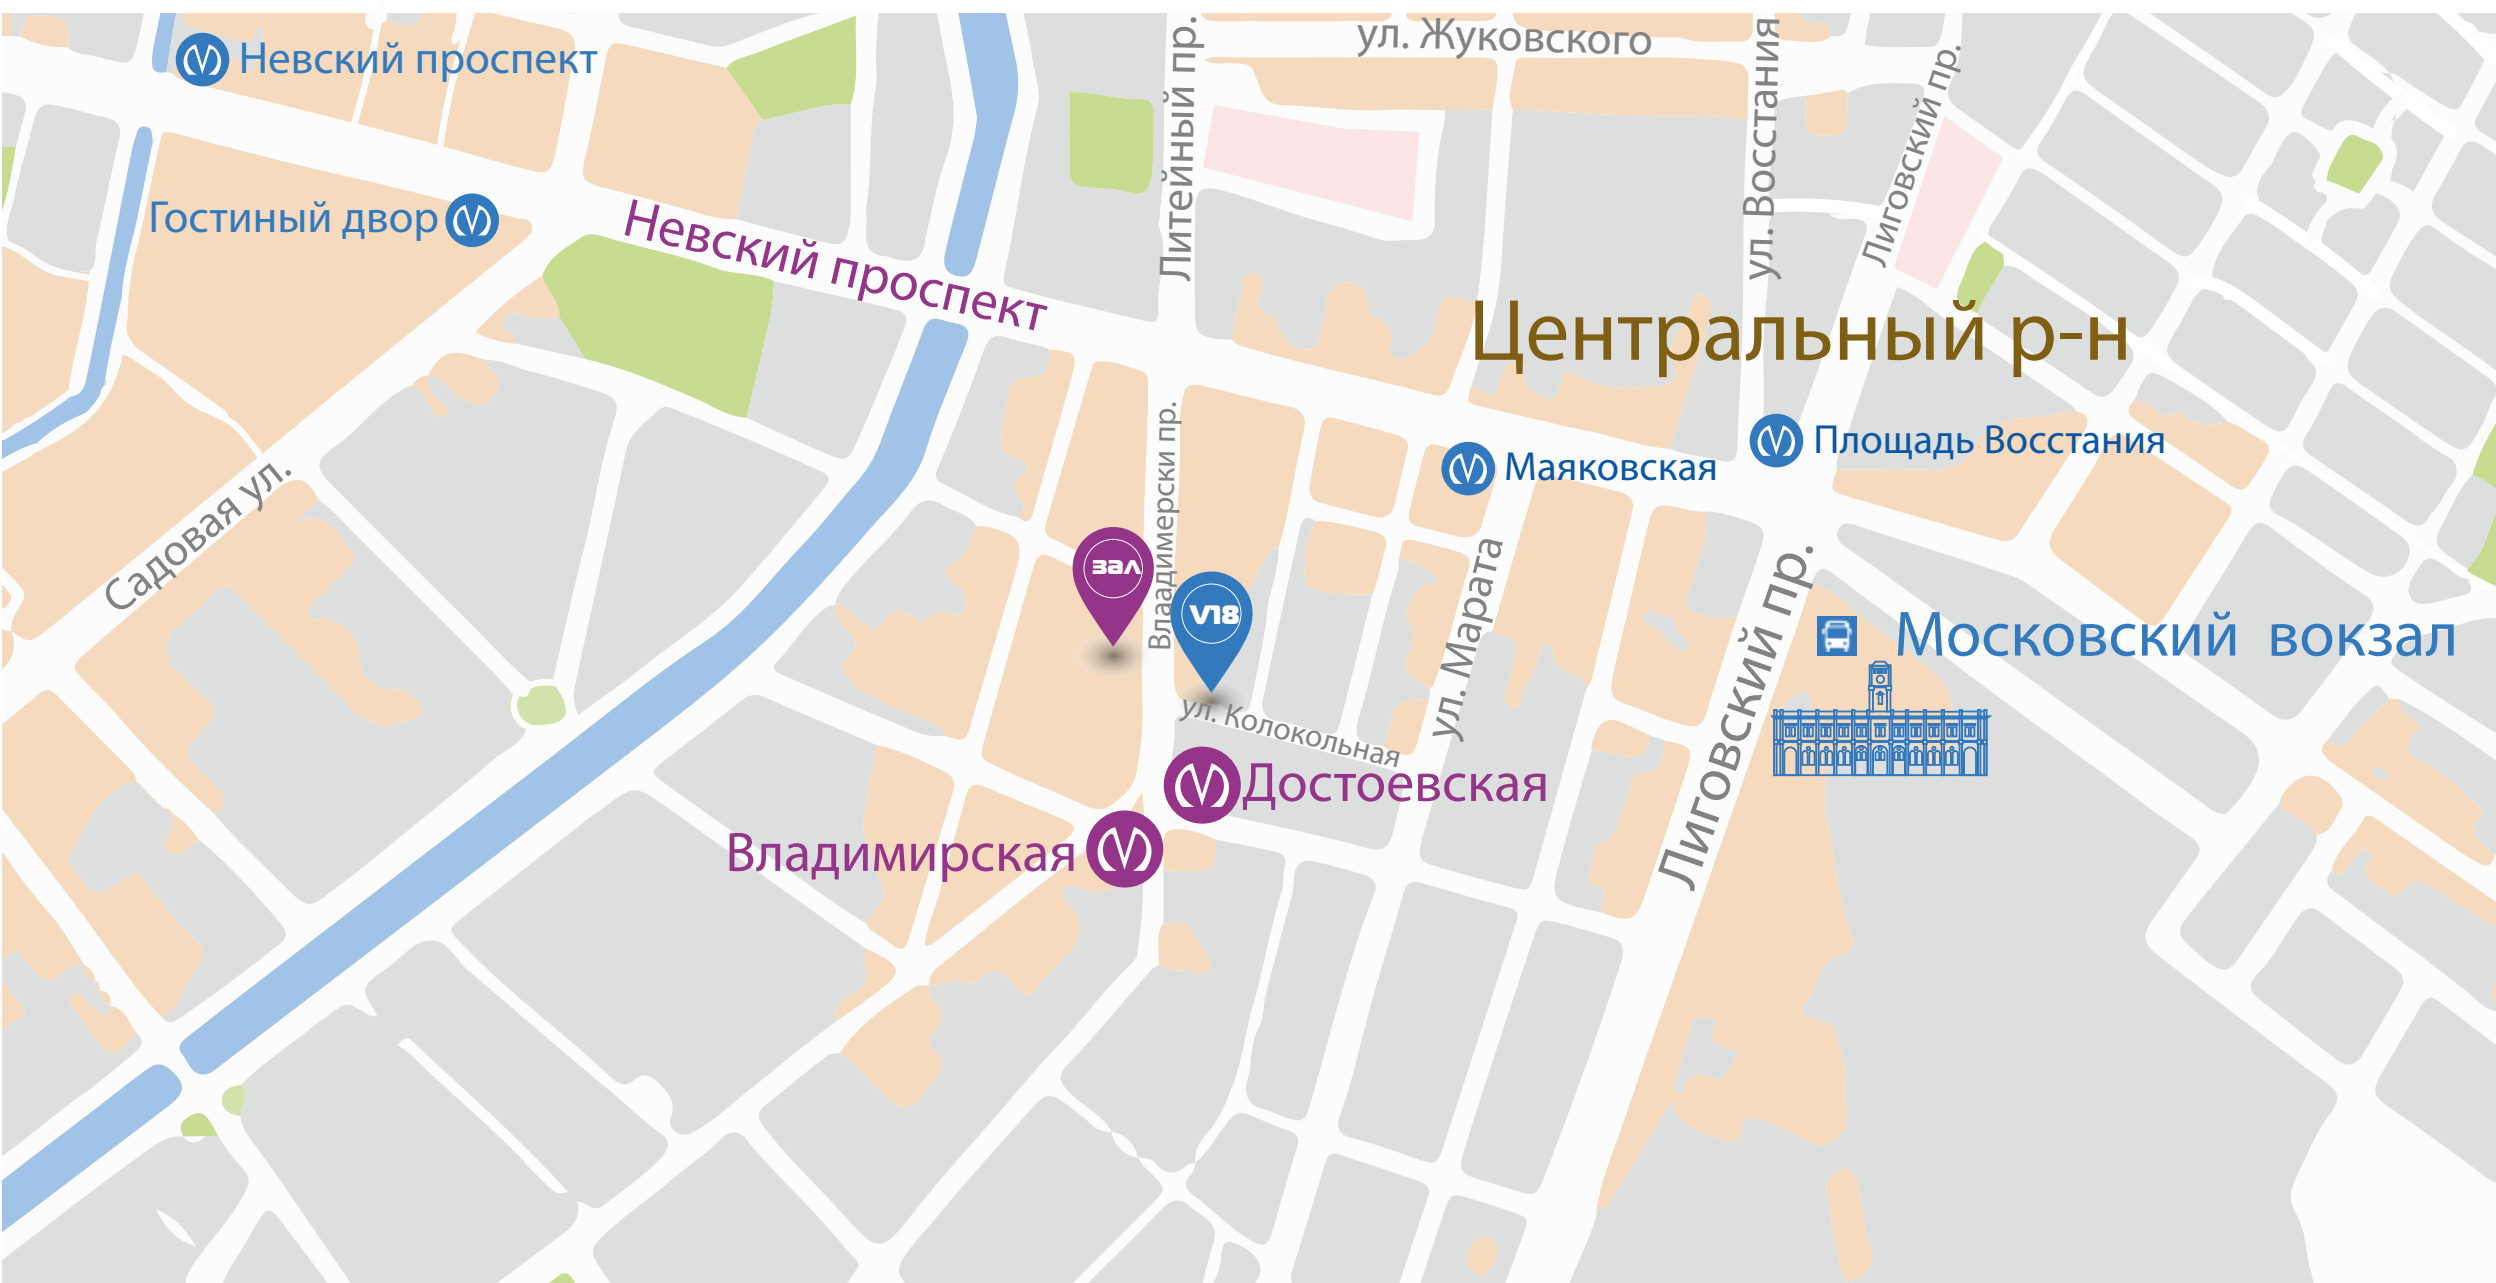 ул. Жуковского
Невский проспект
Литейный пр.
ул. Восстания
Лиговский пр.
Гостиный двор
Невский проспект
Центральный р-н
Площадь Восстания
Маяковская
Садовая ул.
Влаадимерски пр.
зал
V18
ул. Марата
Лиговский пр.
Московский вокзал
ул. Колокольная
Достоевская
Владимирская